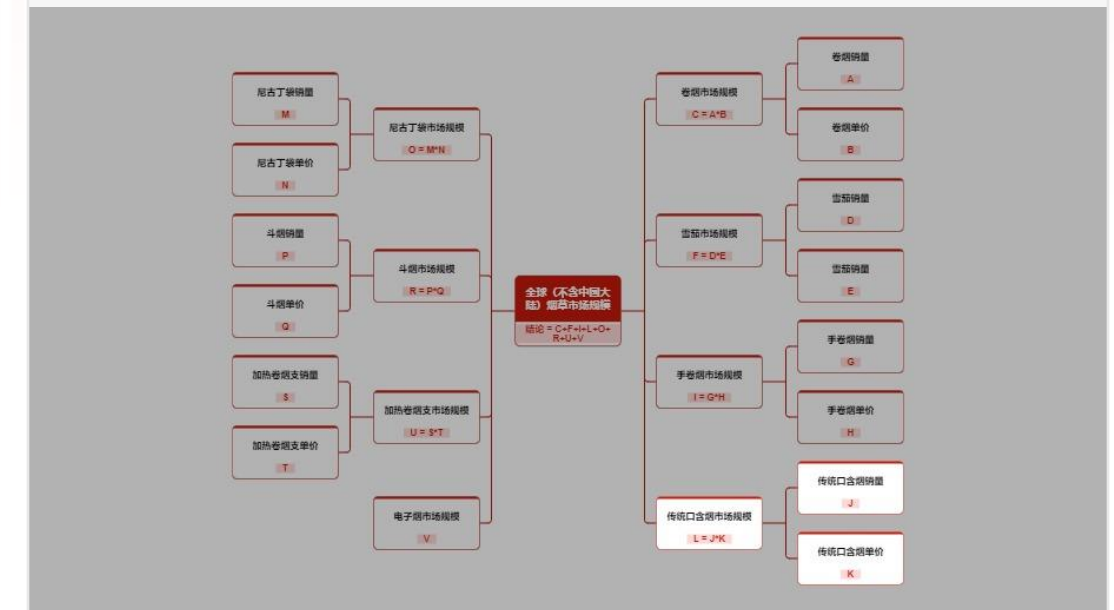 尼古丁袋销量
M
尼古丁袋单价
N
尼古丁袋市场规模
O = M*N
斗烟销量
P
斗烟单价
Q
斗烟市场规模
R = P*Q
加热卷烟支销量
S
加热卷烟支单价
T
加热卷烟支市场规模
U = S*T
电子烟市场规模
V
全球（不含中国大
陆）烟草市场规模
结论 = C+F+I+L+O+
R+U+V
卷烟市场规模
C = A*B
卷烟销量
A
卷烟单价
B
雪茄市场规模
F = D*E
雪茄销量
D
雪茄销量
E
手卷烟市场规模
I = G*H
手卷烟销量
G
手卷烟单价
H
传统口含烟市场规模
L = J*K
传统口含烟销量
J
传统口含烟单价
K